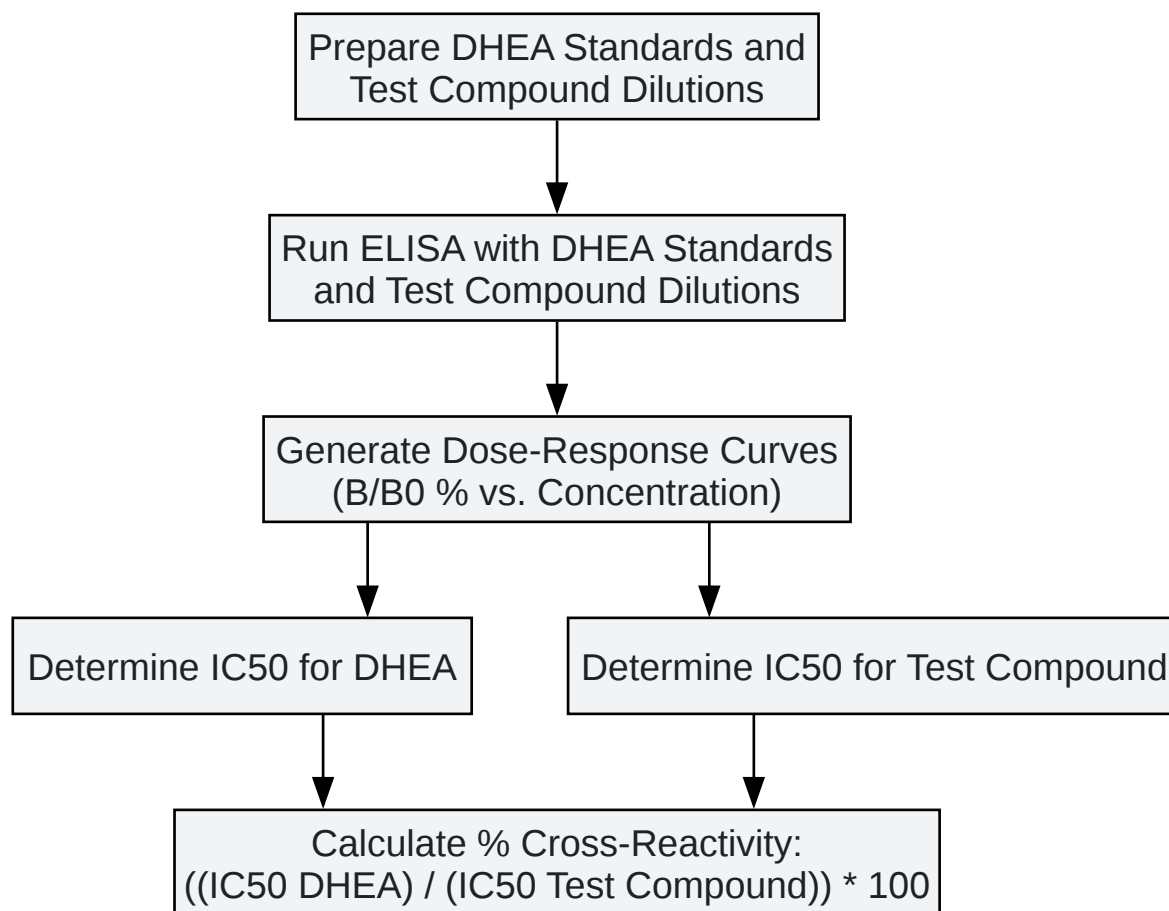 Prepare DHEA Standards and
Test Compound Dilutions
Run ELISA with DHEA Standards
and Test Compound Dilutions
Generate Dose-Response Curves
(B/B0 % vs. Concentration)
Determine IC50 for DHEA
Determine IC50 for Test Compound
Calculate % Cross-Reactivity:
((IC50 DHEA) / (IC50 Test Compound)) * 100